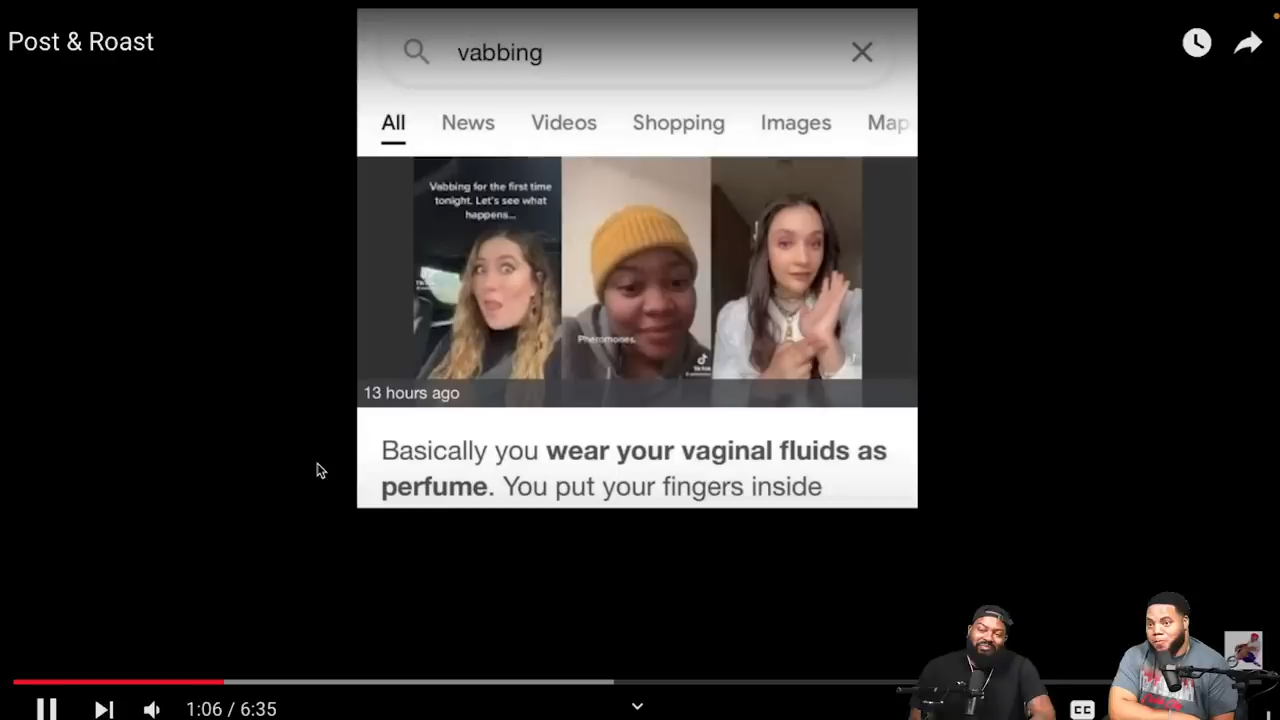 Post & Roast
vabbing
All News Videos Shopping Images Map
Vabbing for the first time
tonight. Let's see what
happens...
Pheromones.
TikTok
13 hours ago
Basically you wear your vaginal fluids as
perfume. You put your fingers inside
1:06 / 6:35
CC